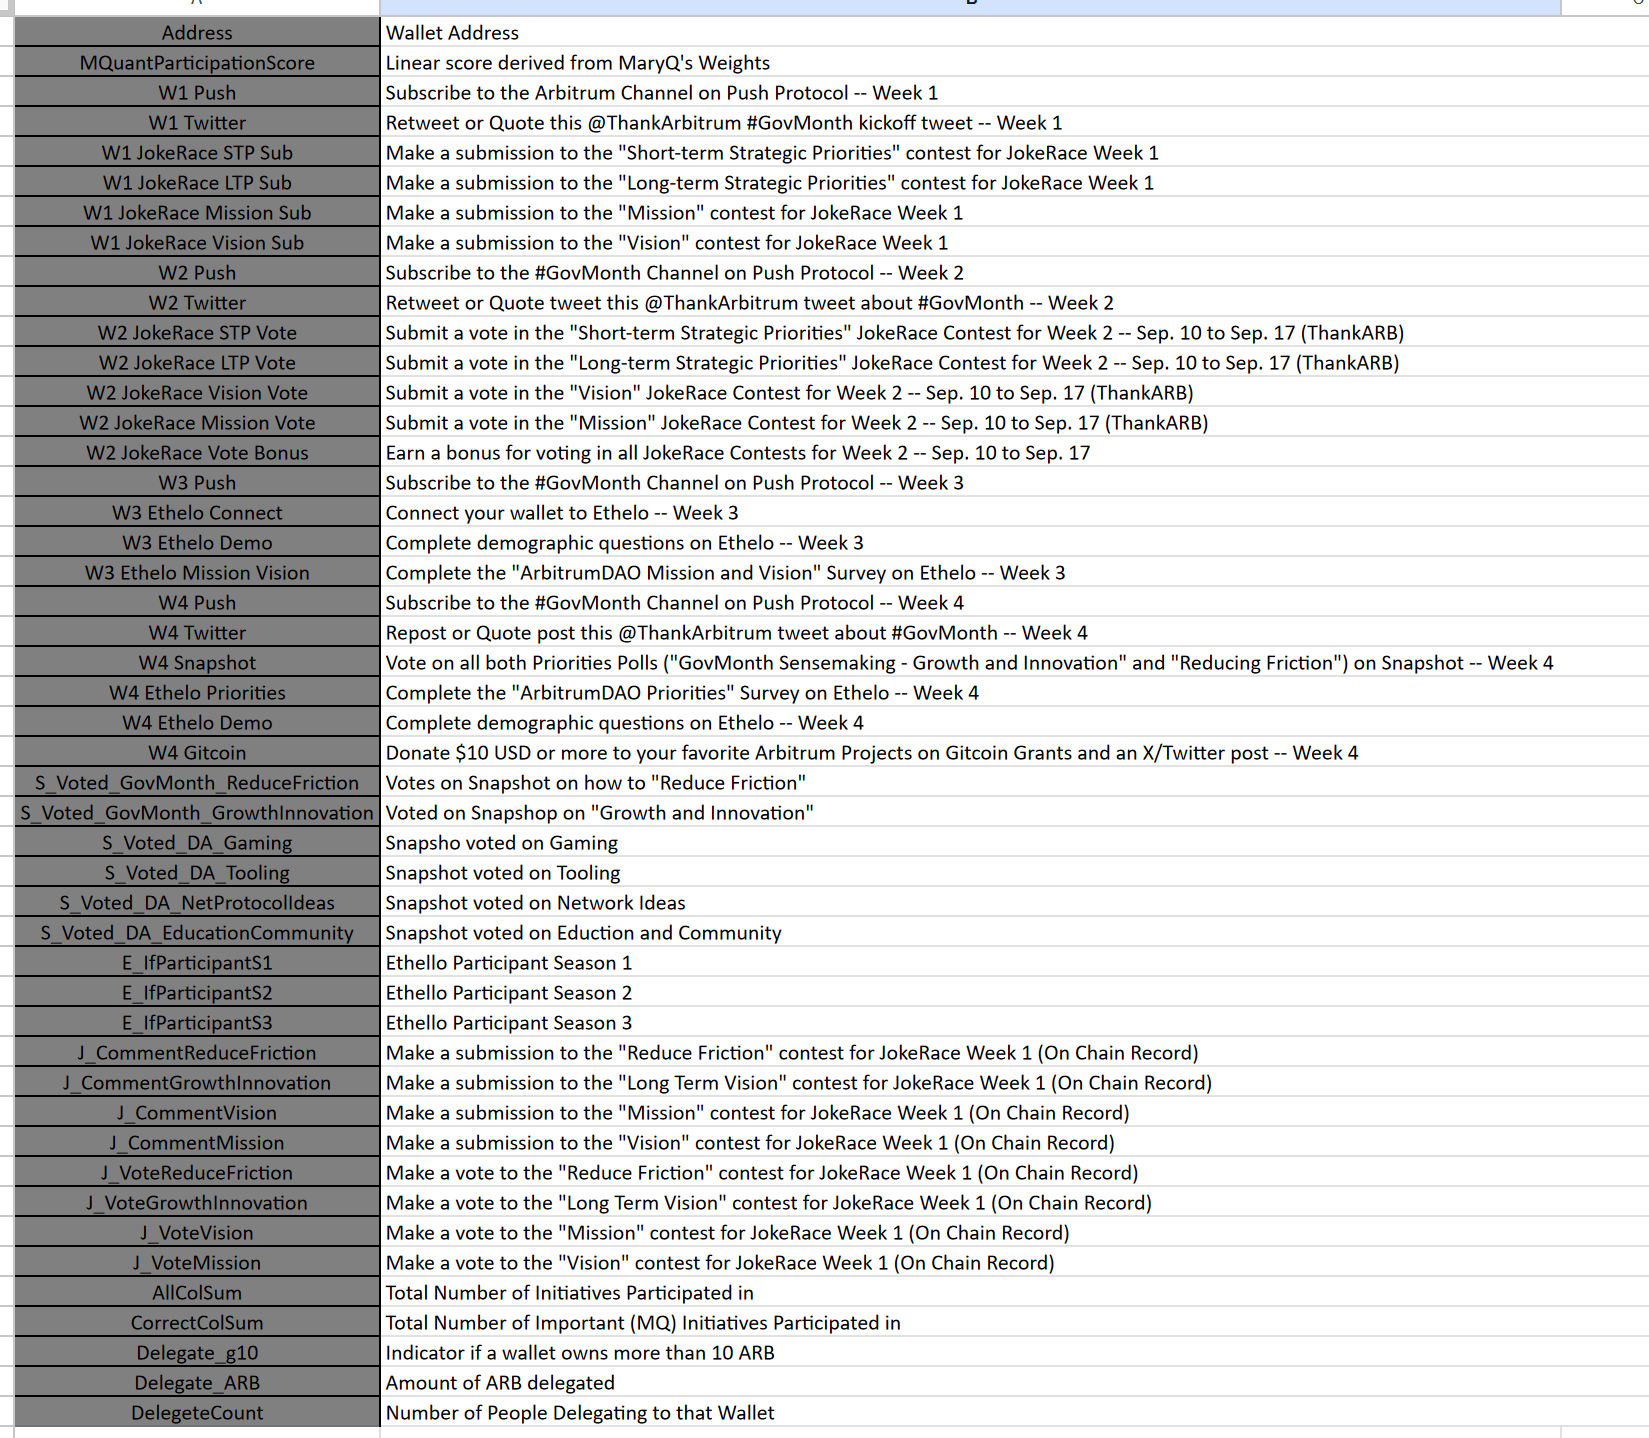 Address Wallet Address
MQuantParticipationScore Linear score derived from MaryQ's Weights
W1 Push Subscribe to the Arbitrum Channel on Push Protocol -- Week 1
W1 Twitter Retweet or Quote this @ThankArbitrum #GovMonth kickoff tweet -- Week 1
W1 JokeRace STP Sub Make a submission to the "Short-term Strategic Priorities" contest for JokeRace Week 1
W1 JokeRace LTP Sub Make a submission to the "Long-term Strategic Priorities" contest for JokeRace Week 1
W1 JokeRace Mission Sub Make a submission to the "Mission" contest for JokeRace Week 1
W1 JokeRace Vision Sub Make a submission to the "Vision" contest for JokeRace Week 1
W2 Push Subscribe to the #GovMonth Channel on Push Protocol -- Week 2
W2 Twitter Retweet or Quote tweet this @ThankArbitrum tweet about #GovMonth -- Week 2
W2 JokeRace STP Vote Submit a vote in the "Short-term Strategic Priorities" JokeRace Contest for Week 2 -- Sep. 10 to Sep. 17 (ThankARB)
W2 JokeRace LTP Vote Submit a vote in the "Long-term Strategic Priorities" JokeRace Contest for Week 2 -- Sep. 10 to Sep. 17 (ThankARB)
W2 JokeRace Vision Vote Submit a vote in the "Vision" JokeRace Contest for Week 2 -- Sep. 10 to Sep. 17 (ThankARB)
W2 JokeRace Mission Vote Submit a vote in the "Mission" JokeRace Contest for Week 2 -- Sep. 10 to Sep. 17 (ThankARB)
W2 JokeRace Vote Bonus Earn a bonus for voting in all JokeRace Contests for Week 2 -- Sep. 10 to Sep. 17
W3 Push Subscribe to the #GovMonth Channel on Push Protocol -- Week 3
W3 Ethelo Connect Connect your wallet to Ethelo -- Week 3
W3 Ethelo Demo Complete demographic questions on Ethelo -- Week 3
W3 Ethelo Mission Vision Complete the "ArbitrumDAO Mission and Vision" Survey on Ethelo -- Week 3
W4 Push Subscribe to the #GovMonth Channel on Push Protocol -- Week 4
W4 Twitter Repost or Quote post this @ThankArbitrum tweet about #GovMonth -- Week 4
W4 Snapshot Vote on all both Priorities Polls ("GovMonth Sensemaking - Growth and Innovation" and "Reducing Friction") on Snapshot -- Week 4
W4 Ethelo Priorities Complete the "ArbitrumDAO Priorities" Survey on Ethelo -- Week 4
W4 Ethelo Demo Complete demographic questions on Ethelo -- Week 4
W4 Gitcoin Donate $10 USD or more to your favorite Arbitrum Projects on Gitcoin Grants and an X/Twitter post -- Week 4
S_Voted_GovMonth_ReduceFriction Votes on Snapshot on how to "Reduce Friction"
S_Voted_GovMonth_GrowthInnovation Voted on Snapshop on "Growth and Innovation"
S_Voted_DA_Gaming Snapsho voted on Gaming
S_Voted_DA_Tooling Snapshot voted on Tooling
S_Voted_DA_NetProtocolIdeas Snapshot voted on Network Ideas
S_Voted_DA_EducationCommunity Snapshot voted on Eduction and Community
E_IfParticipantS1 Ethello Participant Season 1
E_IfParticipantS2 Ethello Participant Season 2
E_IfParticipantS3 Ethello Participant Season 3
J_CommentReduceFriction Make a submission to the "Reduce Friction" contest for JokeRace Week 1 (On Chain Record)
J_CommentGrowthInnovation Make a submission to the "Long Term Vision" contest for JokeRace Week 1 (On Chain Record)
J_CommentVision Make a submission to the "Mission" contest for JokeRace Week 1 (On Chain Record)
J_CommentMission Make a submission to the "Vision" contest for JokeRace Week 1 (On Chain Record)
J_VoteReduceFriction Make a vote to the "Reduce Friction" contest for JokeRace Week 1 (On Chain Record)
J_VoteGrowthInnovation Make a vote to the "Long Term Vision" contest for JokeRace Week 1 (On Chain Record)
J_VoteVision Make a vote to the "Mission" contest for JokeRace Week 1 (On Chain Record)
J_VoteMission Make a vote to the "Vision" contest for JokeRace Week 1 (On Chain Record)
AllColSum Total Number of Initiatives Participated in
CorrectColSum Total Number of Important (MQ) Initiatives Participated in
Delegate_g10 Indicator if a wallet owns more than 10 ARB
Delegate_ARB Amount of ARB delegated
DelegeteCount Number of People Delegating to that Wallet